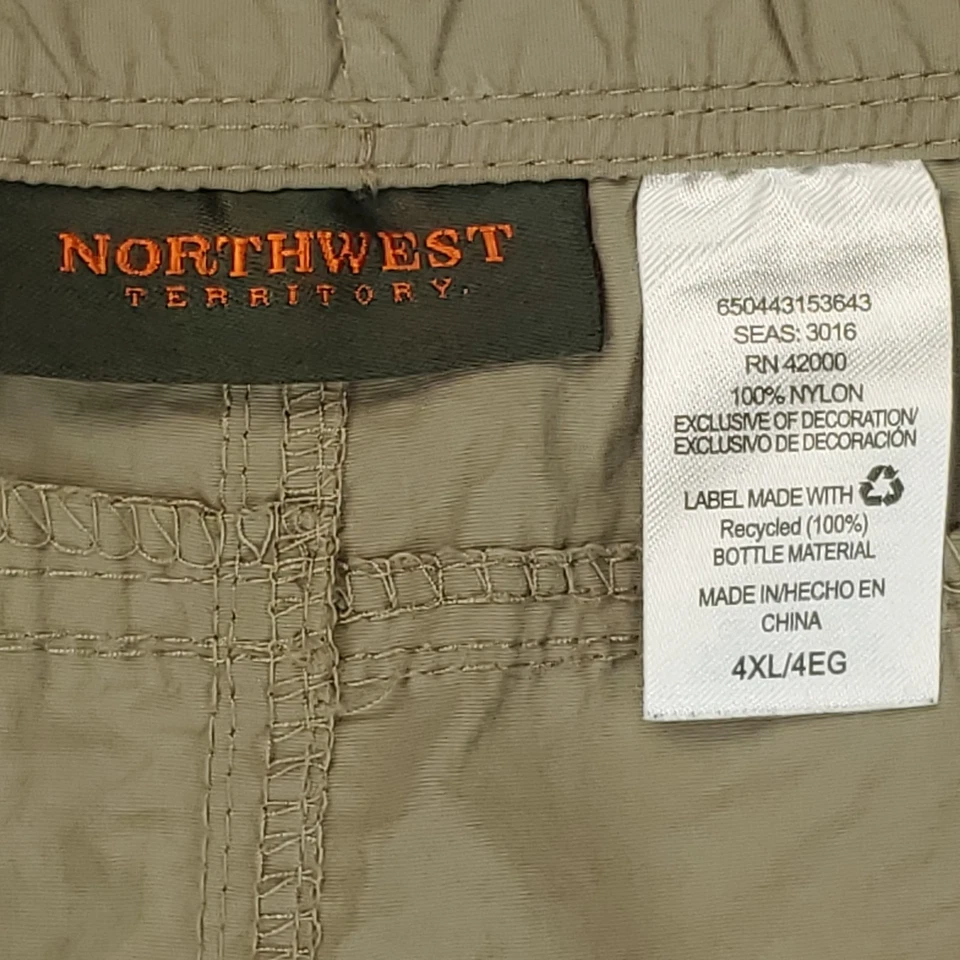 NORTHWEST
TERRITORY.
650443153643
SEAS: 3016
RN 42000
100% NYLON
EXCLUSIVE OF DECORATION/
EXCLUSIVO DE DECORACIÓN
LABEL MADE WITH
Recycled (100%)
BOTTLE MATERIAL
MADE IN/HECHO EN
CHINA
4XL/4EG